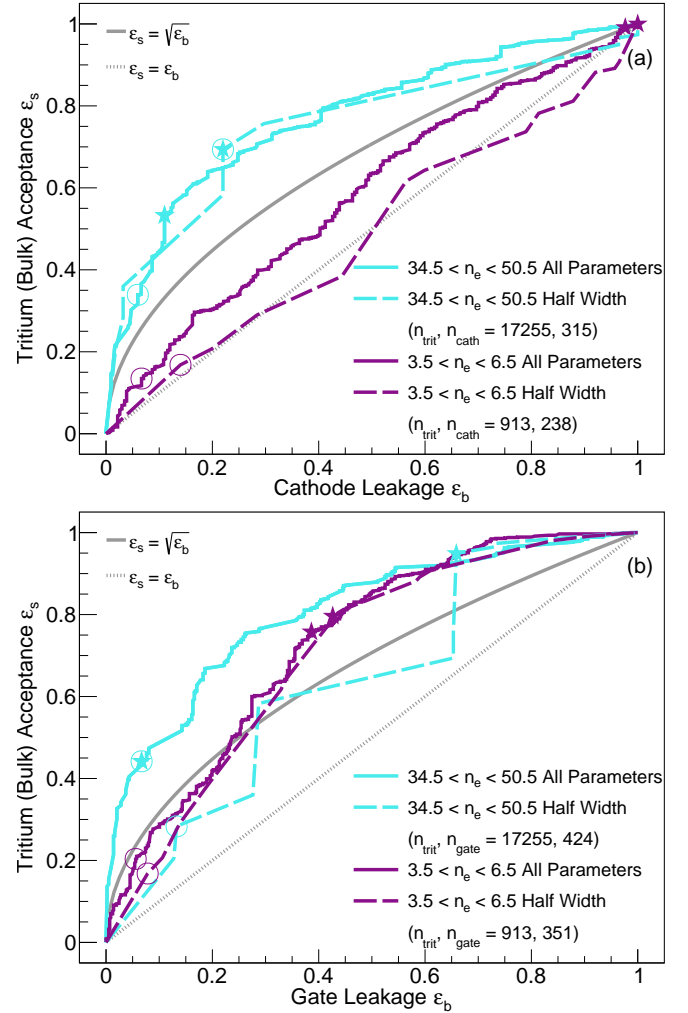 1
0.8
0.6
0.4
0.2
0
Tritium (Bulk) Acceptance εs
εs = √εb
εs = εb
(a)
34.5 < ne < 50.5 All Parameters
34.5 < ne < 50.5 Half Width
(ntrit, ncath = 17255, 315)
3.5 < ne < 6.5 All Parameters
3.5 < ne < 6.5 Half Width
(ntrit, ncath = 913, 238)
0 0.2 0.4 0.6 0.8 1
Cathode Leakage εb
1
0.8
0.6
0.4
0.2
0
Tritium (Bulk) Acceptance εs
εs = √εb
εs = εb
(b)
34.5 < ne < 50.5 All Parameters
34.5 < ne < 50.5 Half Width
(ntrit, ngate = 17255, 424)
3.5 < ne < 6.5 All Parameters
3.5 < ne < 6.5 Half Width
(ntrit, ngate = 913, 351)
0 0.2 0.4 0.6 0.8 1
Gate Leakage εb